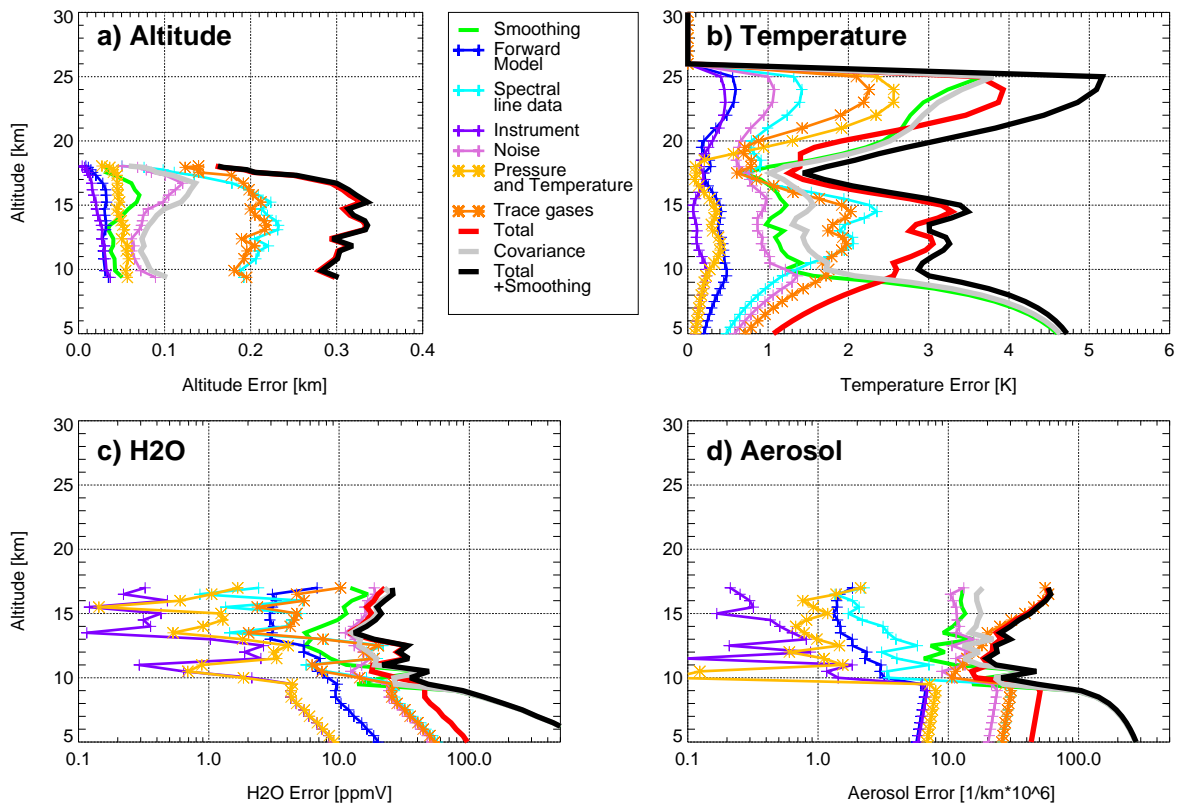 a) Altitude
30
25
20
15
10
5
Altitude [km]
0.0 0.1 0.2 0.3 0.4
Altitude Error [km]
Smoothing
Forward
Model
Spectral
line data
Instrument
Noise
Pressure
and Temperature
Trace gases
Total
Covariance
Total
+Smoothing
b) Temperature
30
25
20
15
10
5
0 1 2 3 4 5 6
Temperature Error [K]
c) H2O
30
25
20
15
10
5
Altitude [km]
0.1 1.0 10.0 100.0
H2O Error [ppmV]
d) Aerosol
30
25
20
15
10
5
0.1 1.0 10.0 100.0
Aerosol Error [1/km*10^6]